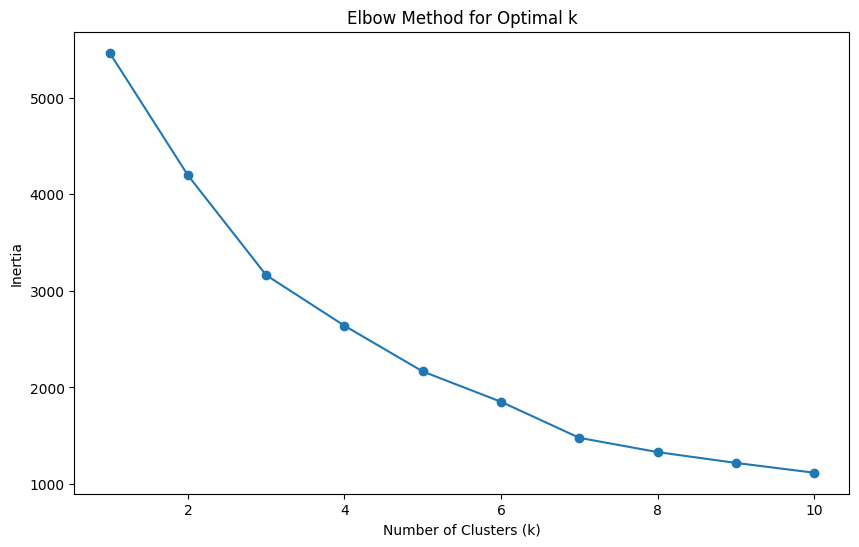 Elbow Method for Optimal k
5000
4000
3000
2000
1000
Inertia
2 4 6 8 10
Number of Clusters (k)